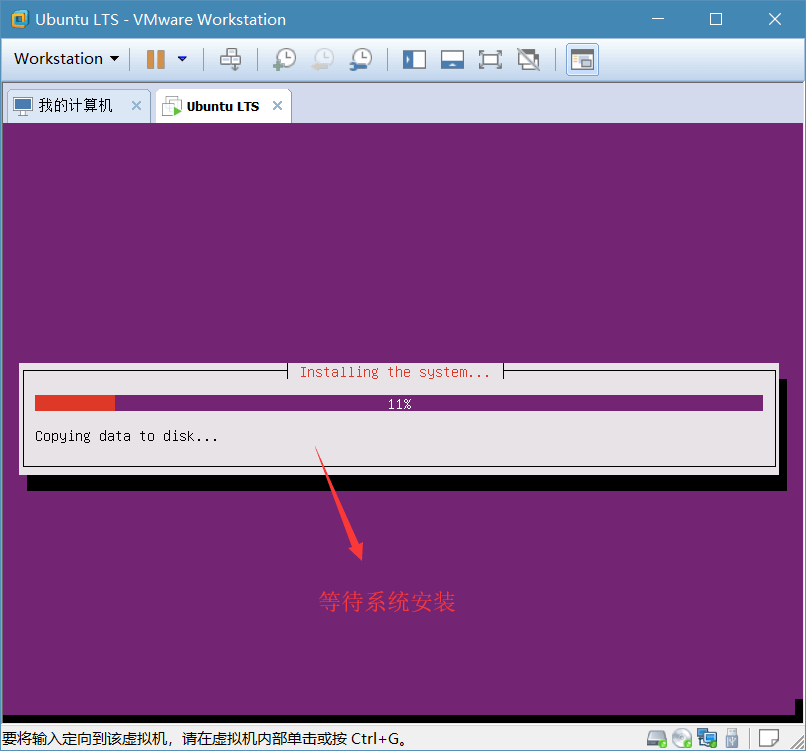 Ubuntu LTS - VMware Workstation
Workstation
我的计算机
Ubuntu LTS
Installing the system...
11%
Copying data to disk...
等待系统安装
要将输入定向到该虚拟机，请在虚拟机内部单击或按 Ctrl+G。